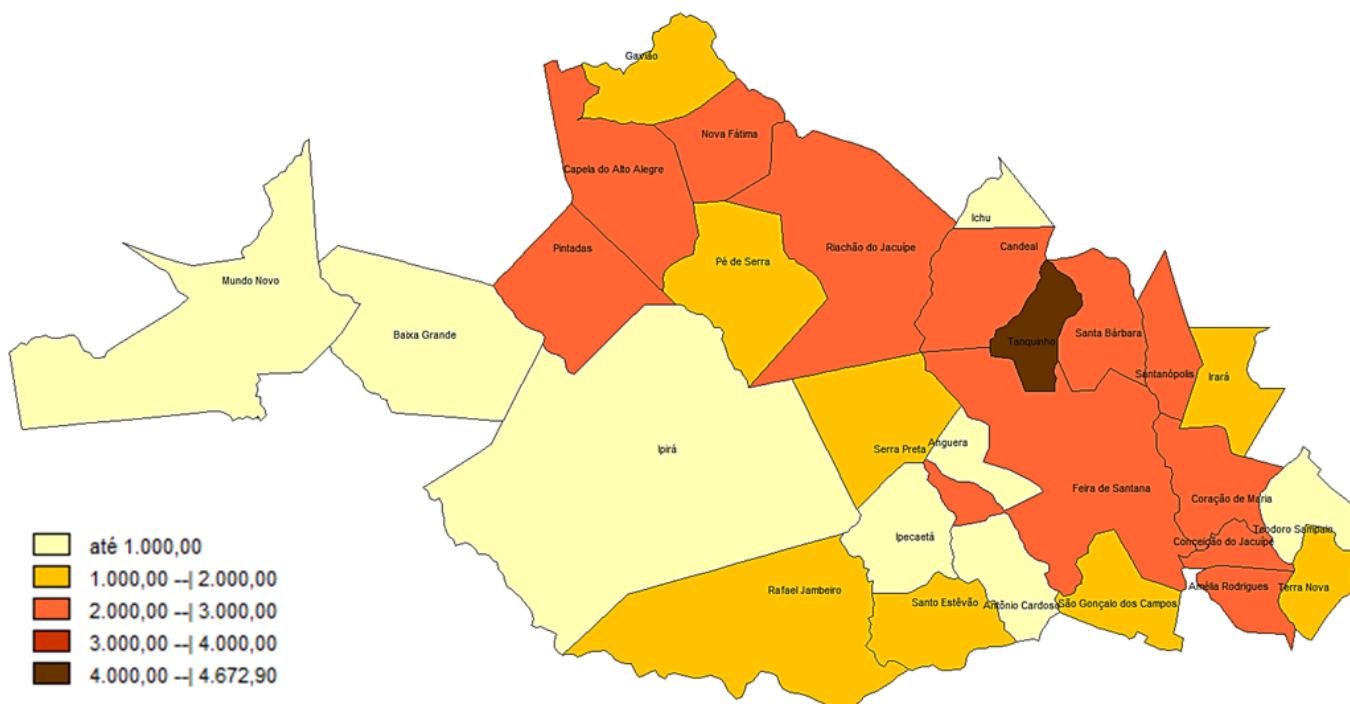 Gavião
Nova Fátima
Capela do Alto Alegre
Ichu
Pintadas
Riachão do Jacuípe
Candeal
Pé de Serra
Mundo Novo
Baixa Grande
Santa Bárbara
Tanquinho
Santanópolis
Irará
Ipirá
Serra Preta
Anguera
Feira de Santana
Coração de Maria
Teodoro Sampaio
Ipecaetá
Conceição do Jacuípe
Rafael Jambeiro
Amélia Rodrigues
Terra Nova
Santo Estêvão
Antônio Cardoso
São Gonçalo dos Campos
até 1.000,00
1.000,00 --| 2.000,00
2.000,00 --| 3.000,00
3.000,00 --| 4.000,00
4.000,00 --| 4.672,90